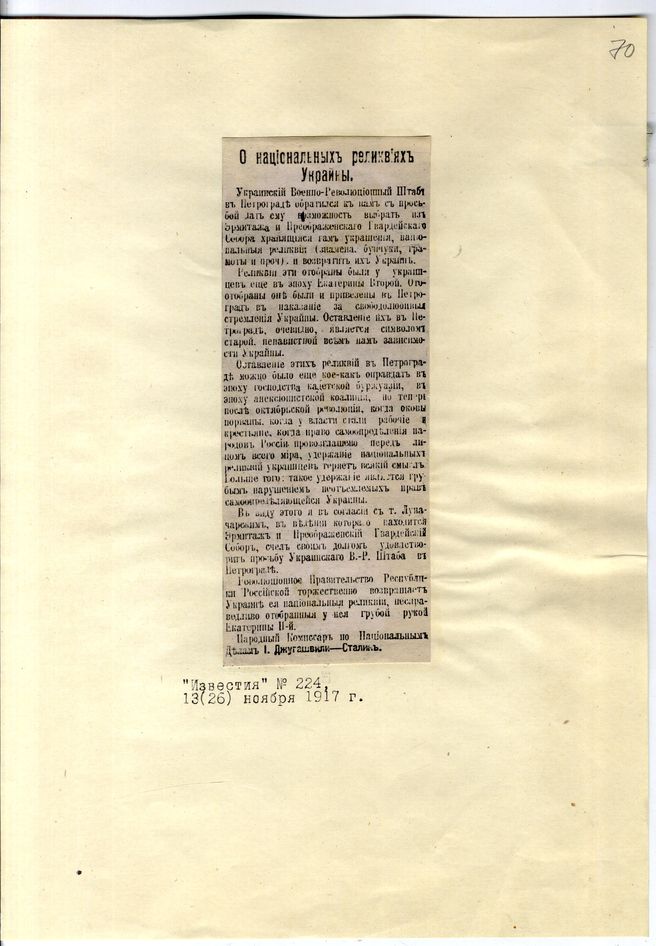 70
О національныхъ реликвіяхъ
Украины.
Украинскій Военно-Революціонный Штабъ
въ Петроградѣ обратился къ намъ съ прось-
бой дать ему возможность выбрать изъ
Эрмитажа и Преображенскаго Гвардейскаго
Собора хранящіяся тамъ украшенія, націо-
нальныя реликвіи (знамена, бунчуки, гра-
моты и проч), и возвратить ихъ Украинѣ.
Реликвіи эти отобраны были у украин-
цевъ еще въ эпоху Екатерины Второй. Ото-
отобраны онѣ были и привезены въ Петро-
градъ въ наказаніе за свободолюбивыя
стремленія Украйны. Оставленіе ихъ въ Пе-
троградѣ, очевидно, является символомъ
старой, ненавистной всѣмъ намъ зависимо-
сти Украйны.
Оставленіе этихъ реликвій въ Петрогра-
дѣ можно было еще кое-какъ оправдать въ
эпоху господства кадетской буржуазіи, въ
эпоху анексіонистской коалиціи, но теперь
послѣ октябрьской революціи, когда оковы
порваны, когда у власти стали рабочіе и
крестьяне, когда право самоопредѣленія на-
родовъ Россіи провозглашено передъ ли-
цомъ всего міра, удержаніе національныхъ
реликвій украинцевъ теряетъ всякій смыслъ.
Больше того: такое удержаніе является гру-
бымъ нарушеніемъ неотъемлемыхъ правъ
самоопредѣляющейся Украины.
Въ виду этого я въ согласіи съ т. Луна-
чарскимъ, въ вѣдѣніи котораго находится
Эрмитажъ и Преображенскій Гвардейскій
Соборъ, счелъ своимъ долгомъ удовлетво-
рить просьбу Украинскаго В.-Р. Штаба въ
Петроградѣ.
Революціонное Правительство Республи-
ки Россійской торжественно возвращаетъ
Украинѣ ея національныя реликвіи, неспра-
ведливо отобранныя у нея грубой рукой
Екатерины II-й.
Народный Комиссаръ по Національнымъ
Дѣламъ I. Джугашвили—Сталинъ.
"Известия" № 224,
13(26) ноября 1917 г.